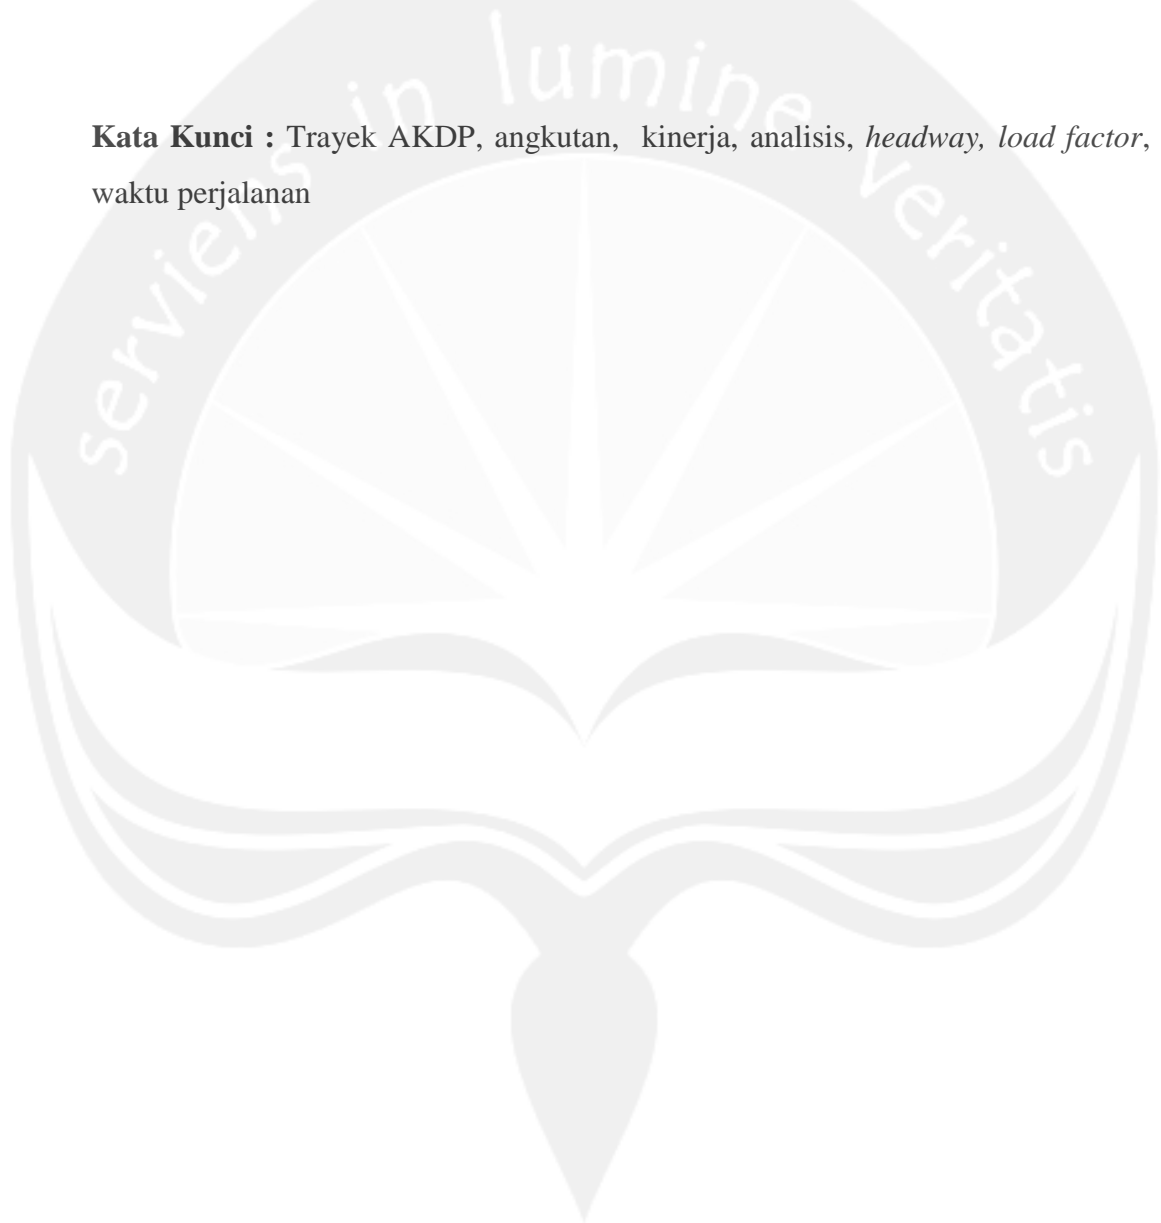 serviens in lumine veritatis
Kata Kunci : Trayek AKDP, angkutan, kinerja, analisis, headway, load factor,
waktu perjalanan